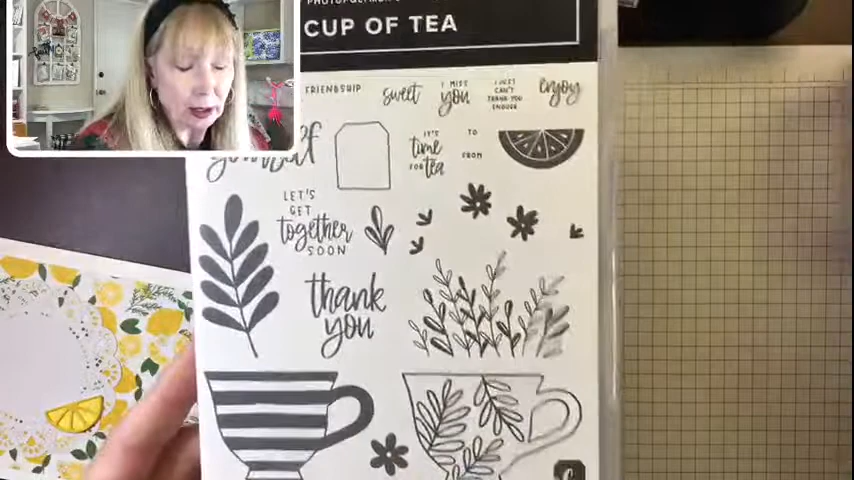 CUP OF TEA
FRIENDSHIP
sweet
I MISS
you
I JUST
CAN'T
THANK YOU
ENOUGH
enjoy
IT'S
time
FOR tea
TO
FROM
LET'S
GET
together
SOON
thank
you